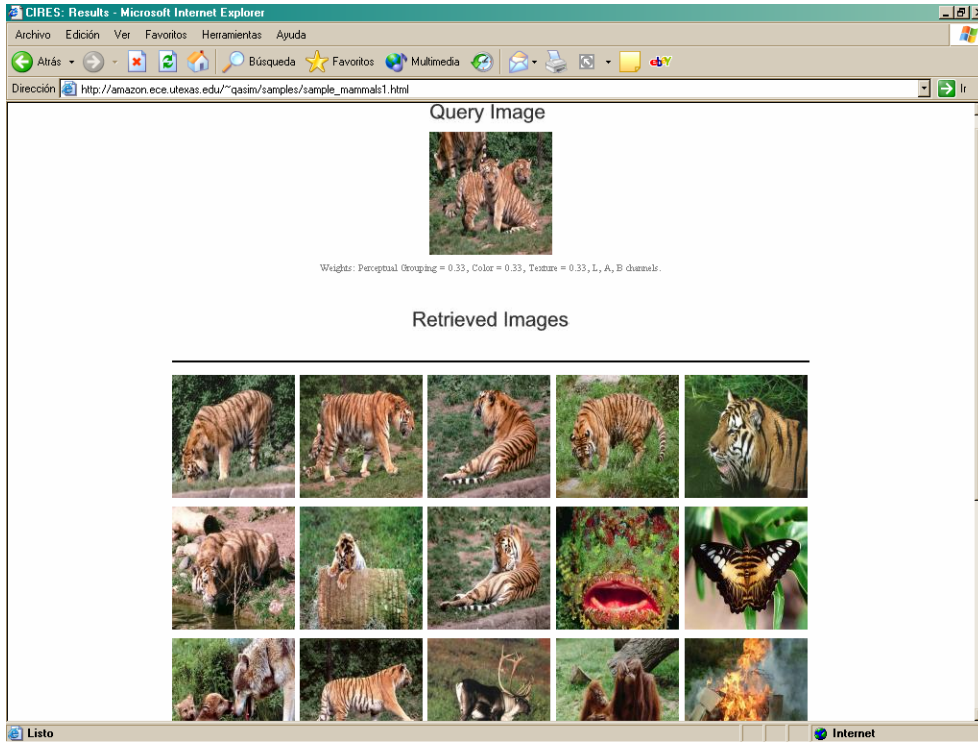 CIRES: Results - Microsoft Internet Explorer
Archivo Edición Ver Favoritos Herramientas Ayuda
Atrás Búsqueda Favoritos Multimedia ebY
Dirección http://amazon.ece.utexas.edu/~qasim/samples/sample_mammals1.html Ir
Query Image
Weights: Perceptual Grouping = 0.33, Color = 0.33, Texture = 0.33, L, A, B channels.
Retrieved Images
Listo Internet